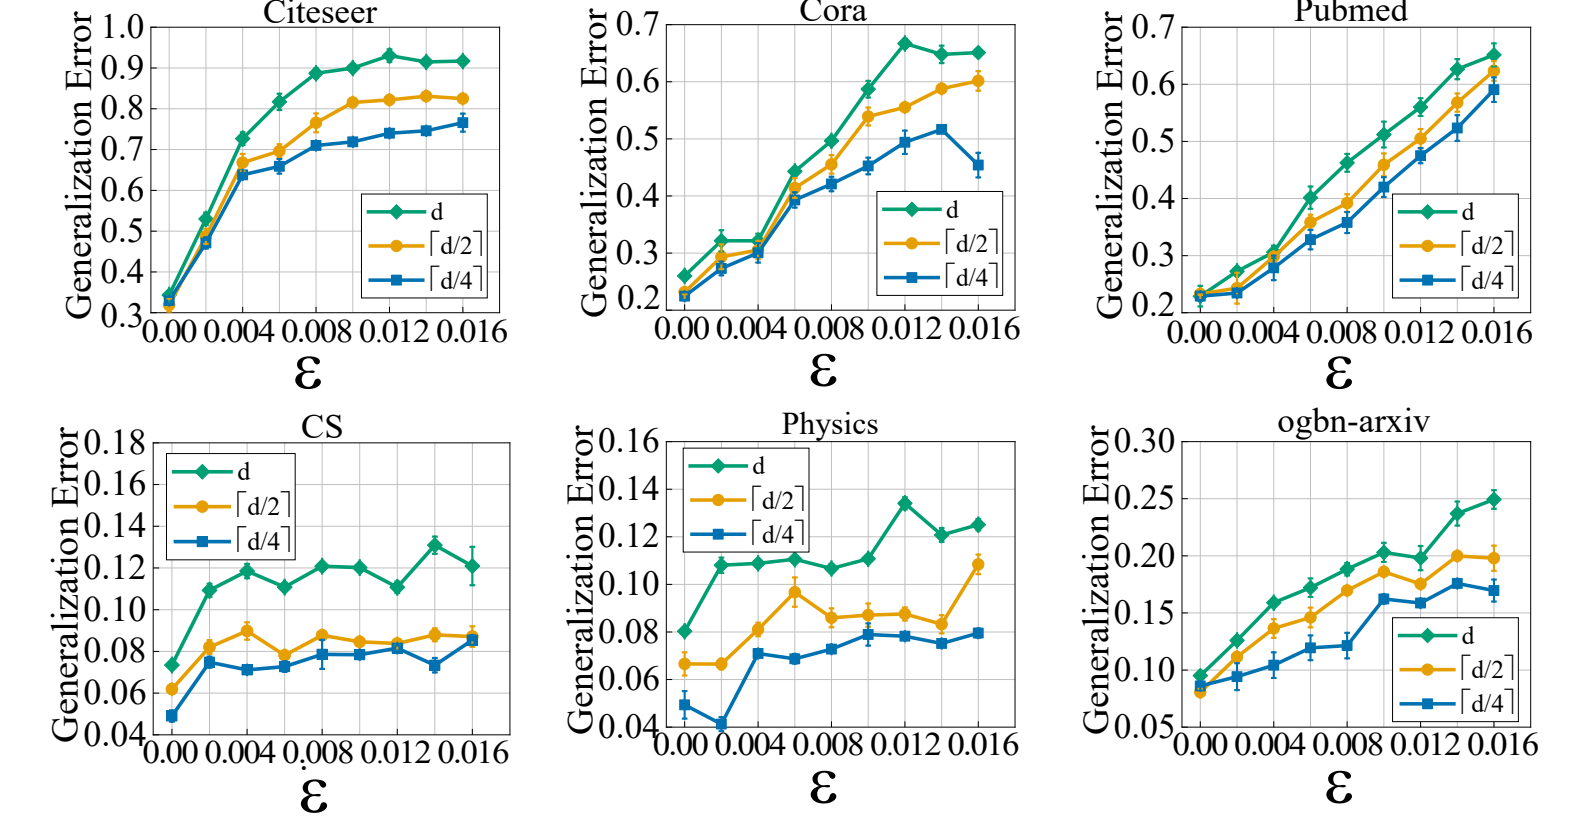 Citeseer
Generalization Error
1.0
0.9
0.8
0.7
0.6
0.5
0.4
0.3
d
⌈d/2⌉
⌈d/4⌉
0.00 0.004 0.008 0.012 0.016
ε
Cora
Generalization Error
0.7
0.6
0.5
0.4
0.3
0.2
d
⌈d/2⌉
⌈d/4⌉
0.00 0.004 0.008 0.012 0.016
ε
Pubmed
Generalization Error
0.7
0.6
0.5
0.4
0.3
0.2
d
⌈d/2⌉
⌈d/4⌉
0.00 0.004 0.008 0.012 0.016
ε
CS
Generalization Error
0.18
0.16
0.14
0.12
0.10
0.08
0.06
0.04
d
⌈d/2⌉
⌈d/4⌉
0.00 0.004 0.008 0.012 0.016
ε
Physics
Generalization Error
0.16
0.14
0.12
0.10
0.08
0.06
0.04
d
⌈d/2⌉
⌈d/4⌉
0.00 0.004 0.008 0.012 0.016
ε
ogbn-arxiv
Generalization Error
0.30
0.25
0.20
0.15
0.10
0.05
d
⌈d/2⌉
⌈d/4⌉
0.00 0.004 0.008 0.012 0.016
ε